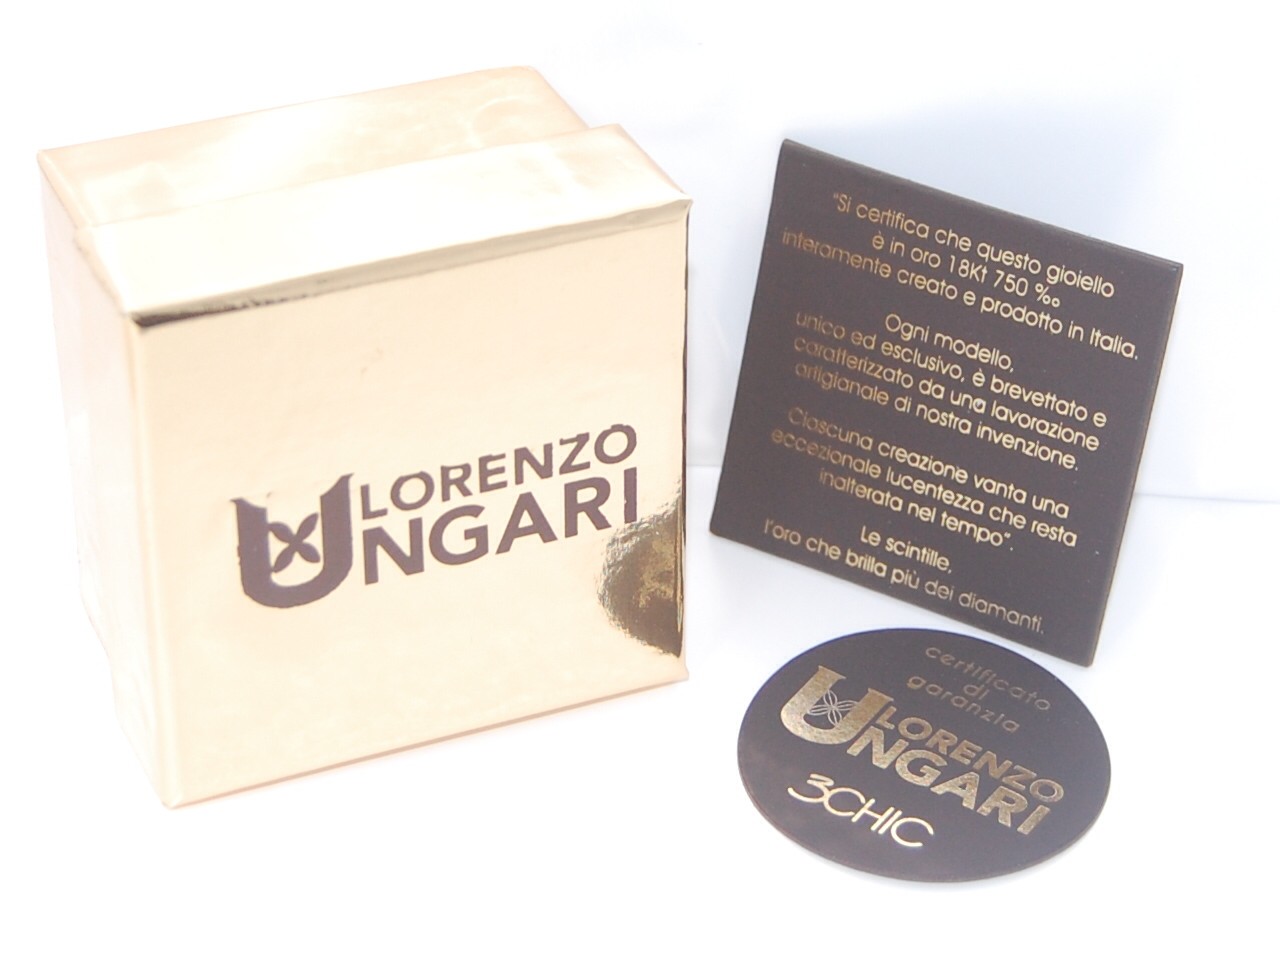 LORENZO
UNGARI
"Si certifica che questo gioiello
è in oro 18Kt 750 ‰
interamente creato e prodotto in Italia.
Ogni modello,
unico ed esclusivo, è brevettato e
caratterizzato da una lavorazione
artigianale di nostra invenzione.
Ciascuna creazione vanta una
eccezionale lucentezza che resta
inalterata nel tempo".
Le scintille,
l'oro che brilla più dei diamanti.
certificato
di
garanzia
LORENZO
UNGARI
3CHIC